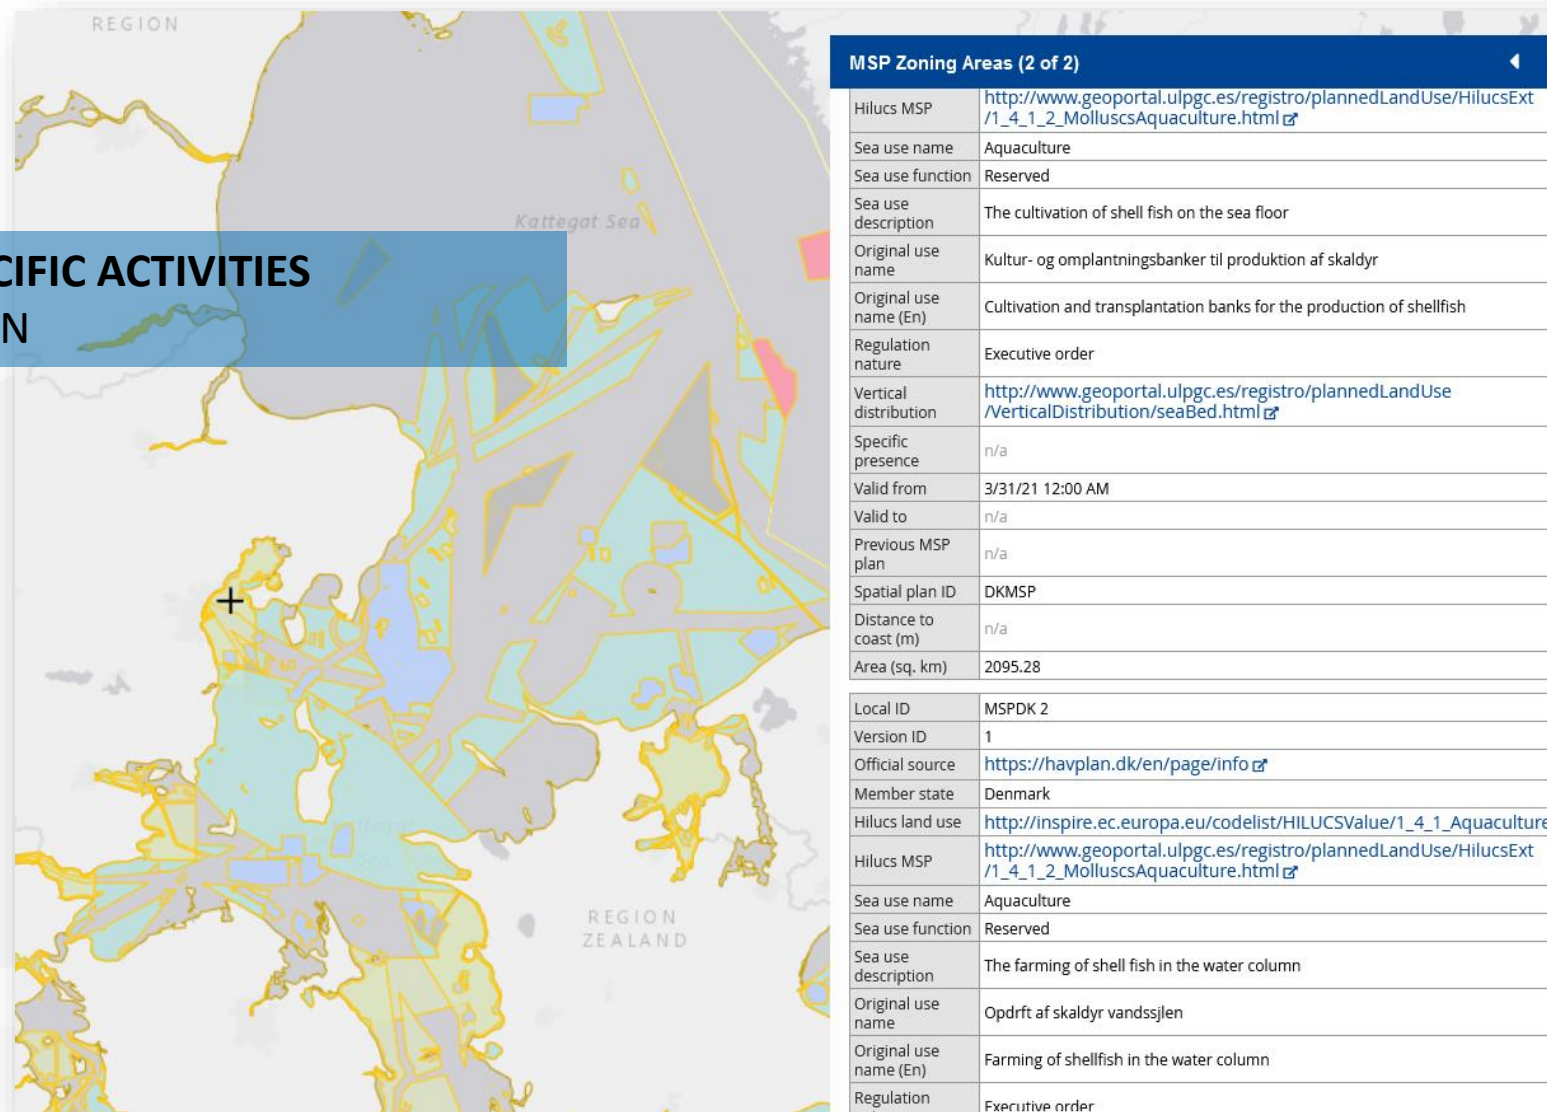 REGION
MSP Zoning Areas (2 of 2)
Hilucs MSP http://www.geoportal.ulpgc.es/registro/plannedLandUse/HilucsExt
/1_4_1_2_MolluscsAquaculture.html
Sea use name Aquaculture
Sea use function Reserved
Sea use
description The cultivation of shell fish on the sea floor
Original use
name Kultur- og omplantningsbanker til produktion af skaldyr
Original use
name (En) Cultivation and transplantation banks for the production of shellfish
Regulation
nature Executive order
Vertical
distribution http://www.geoportal.ulpgc.es/registro/plannedLandUse
/VerticalDistribution/seaBed.html
Specific
presence n/a
Valid from 3/31/21 12:00 AM
Valid to n/a
Previous MSP
plan n/a
Spatial plan ID DKMSP
Distance to
coast (m) n/a
Area (sq. km) 2095.28
Local ID MSPDK 2
Version ID 1
Official source https://havplan.dk/en/page/info
Member state Denmark
Hilucs land use http://inspire.ec.europa.eu/codelist/HILUCSValue/1_4_1_Aquaculture
Hilucs MSP http://www.geoportal.ulpgc.es/registro/plannedLandUse/HilucsExt
/1_4_1_2_MolluscsAquaculture.html
Sea use name Aquaculture
Sea use function Reserved
Sea use
description The farming of shell fish in the water column
Original use
name Opdrft af skaldyr vandssjlen
Original use
name (En) Farming of shellfish in the water column
Regulation
Executive order
Kattegat Sea
CIFIC ACTIVITIES
N
REGION
ZEALAND